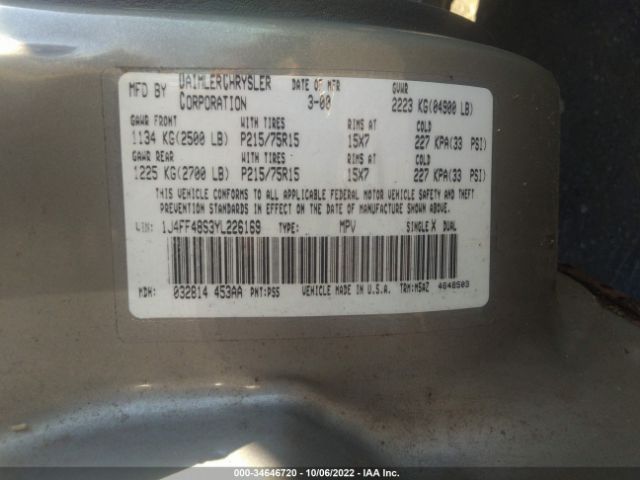 MFD BY DAIMLERCHRYSLER CORPORATION DATE OF MFR 3-00 GVWR 2223 KG(04900 LB)
GAWR FRONT WITH TIRES RIMS AT COLD
1134 KG(2500 LB) P215/75R15 15X7 227 KPA(33 PSI)
GAWR REAR WITH TIRES RIMS AT COLD
1225 KG(2700 LB) P215/75R15 15X7 227 KPA(33 PSI)
THIS VEHICLE CONFORMS TO ALL APPLICABLE FEDERAL MOTOR VEHICLE SAFETY AND THEFT
PREVENTION STANDARDS IN EFFECT ON THE DATE OF MANUFACTURE SHOWN ABOVE.
VIN: 1J4FF48S3YL226169 TYPE: MPV SINGLE X DUAL
MDH: 032814 453AA PNT:PS5 VEHICLE MADE IN U.S.A. TRM:M5AZ 4648503
000-34646720 - 10/06/2022 - IAA Inc.